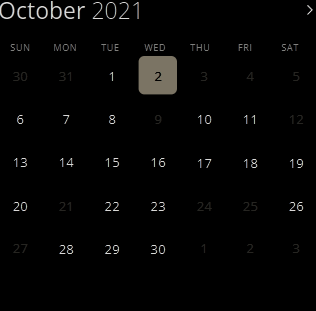 October 2021
SUN MON TUE WED THU FRI SAT
30 31 1 2 3 4 5
6 7 8 9 10 11 12
13 14 15 16 17 18 19
20 21 22 23 24 25 26
27 28 29 30 1 2 3